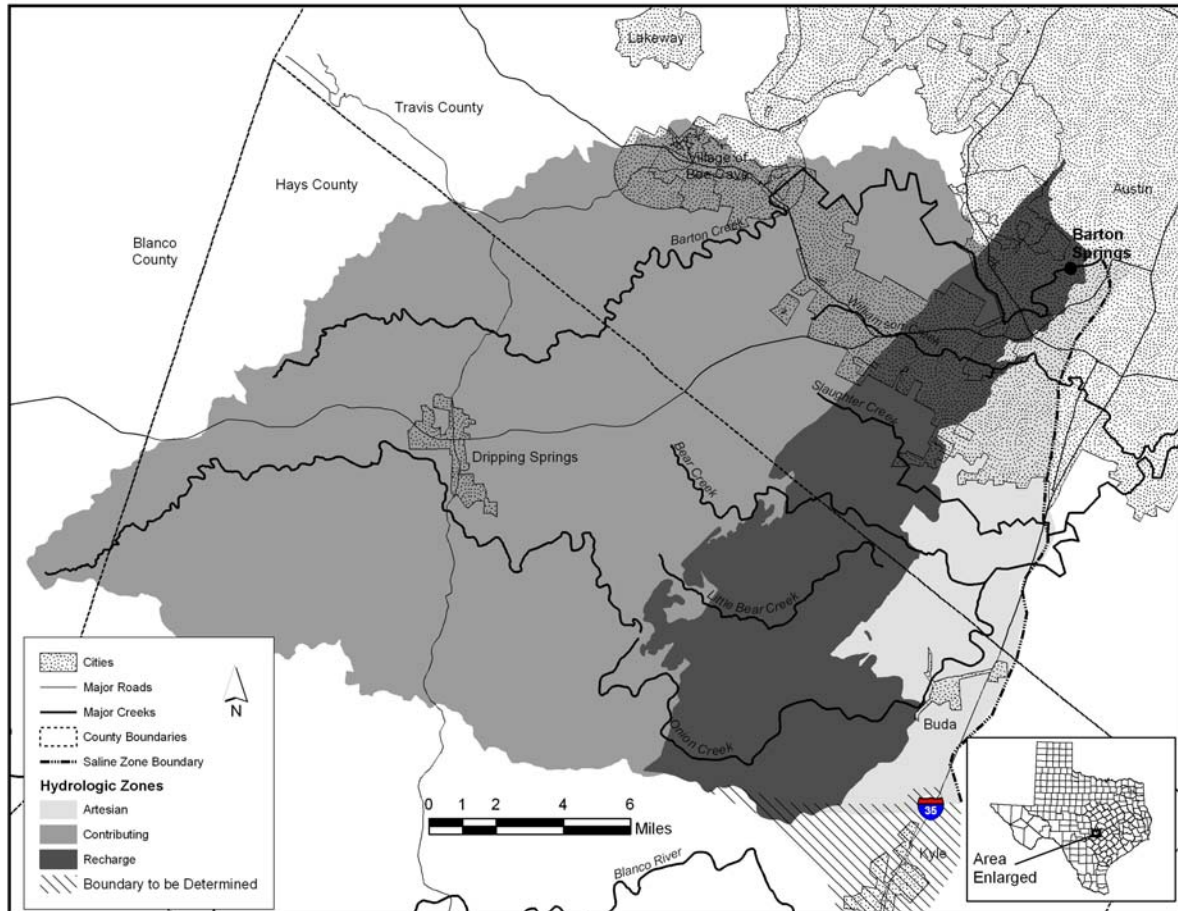 Lakeway
Travis County
Village of
Bee Cave
Hays County
Austin
Blanco
County
Barton Creek
Barton
Springs
Williamson Creek
Slaughter Creek
Bear Creek
Dripping Springs
Little Bear Creek
Onion Creek
Buda
Kyle
Blanco River
35
Cities
Major Roads
Major Creeks
County Boundaries
Saline Zone Boundary
N
Hydrologic Zones
Artesian
Contributing
Recharge
Boundary to be Determined
0 1 2 4 6
Miles
Area
Enlarged